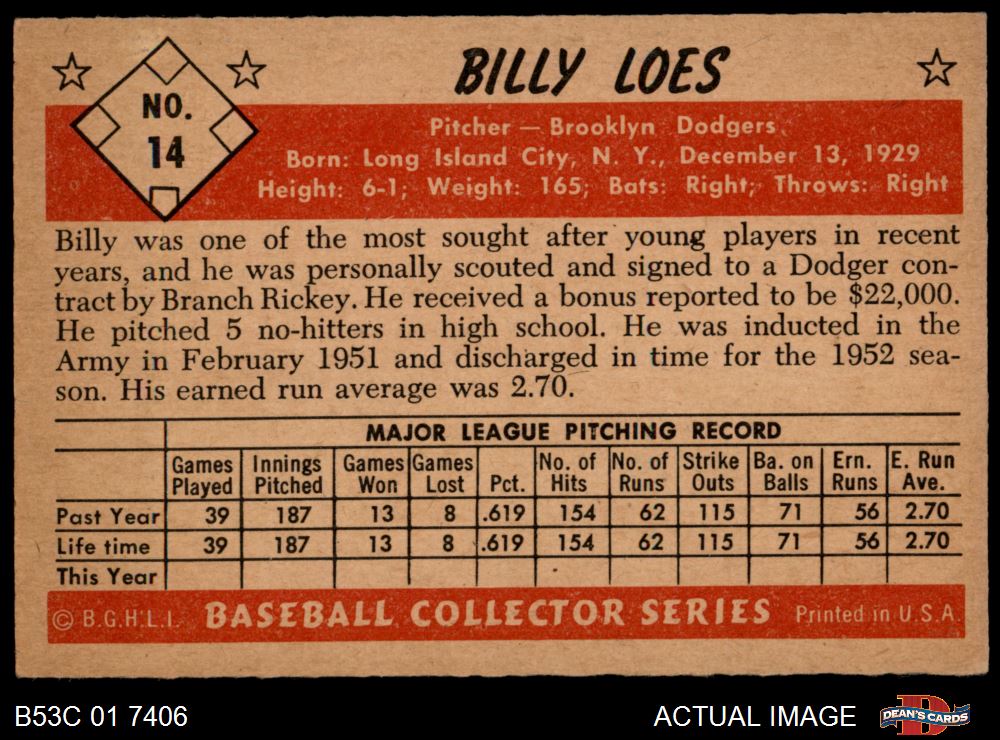 NO.
14
BILLY LOES
Pitcher — Brooklyn Dodgers
Born: Long Island City, N. Y., December 13, 1929
Height: 6-1; Weight: 165; Bats: Right; Throws: Right
Billy was one of the most sought after young players in recent
years, and he was personally scouted and signed to a Dodger con-
tract by Branch Rickey. He received a bonus reported to be $22,000.
He pitched 5 no-hitters in high school. He was inducted in the
Army in February 1951 and discharged in time for the 1952 sea-
son. His earned run average was 2.70.
MAJOR LEAGUE PITCHING RECORD
Games Played Innings Pitched Games Won Games Lost Pct. No. of Hits No. of Runs Strike Outs Ba. on Balls Ern. Runs E. Run Ave.
Past Year 39 187 13 8 .619 154 62 115 71 56 2.70
Life time 39 187 13 8 .619 154 62 115 71 56 2.70
This Year
© B.G.H.L.I. BASEBALL COLLECTOR SERIES Printed in U.S.A.
B53C 01 7406 ACTUAL IMAGE D DEAN'S CARDS